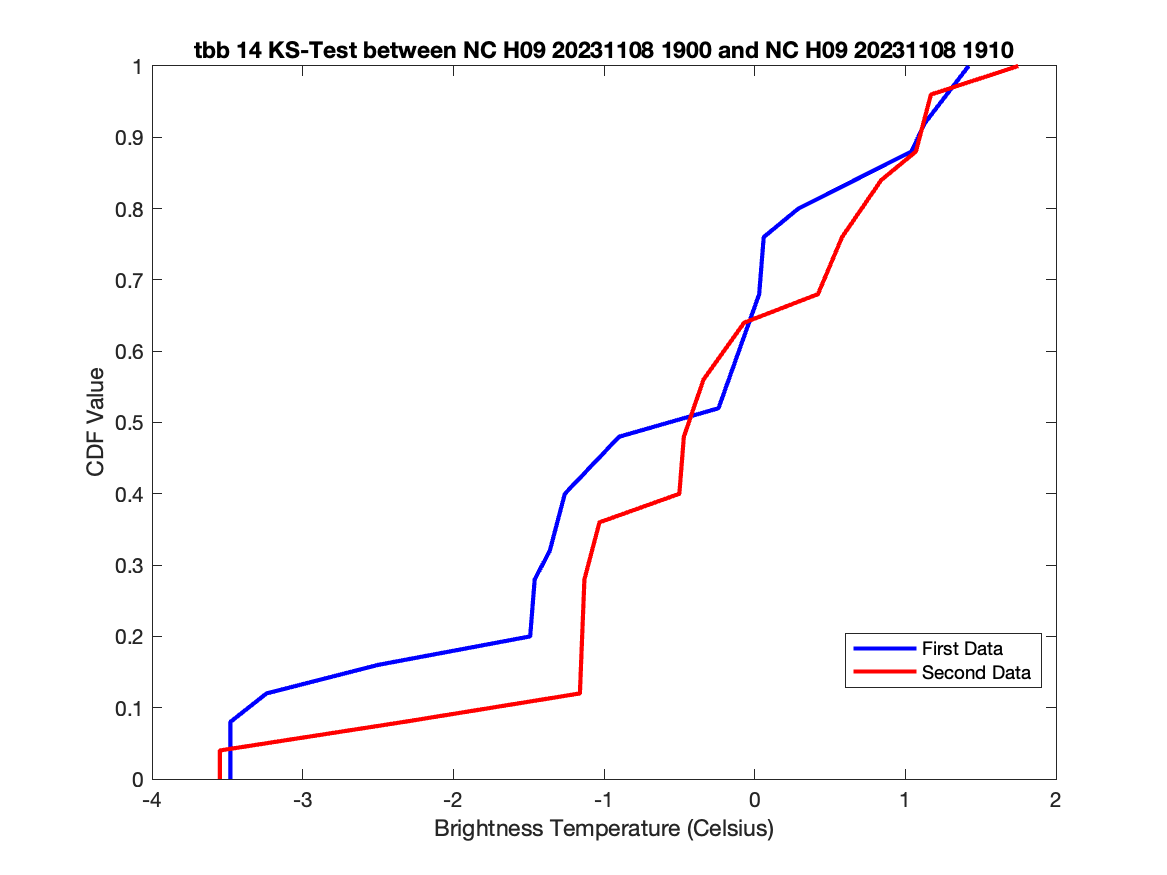 tbb 14 KS-Test between NC H09 20231108 1900 and NC H09 20231108 1910
1
0.9
0.8
0.7
0.6
0.5
0.4
0.3
0.2
0.1
0
CDF Value
First Data
Second Data
-4 -3 -2 -1 0 1 2
Brightness Temperature (Celsius)